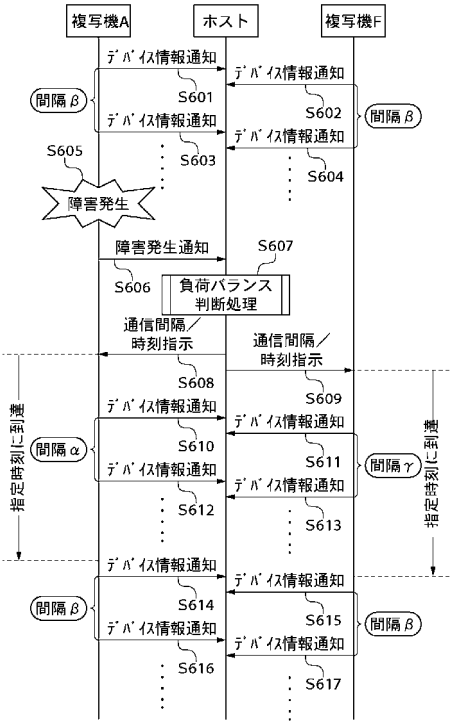 複写機A
ホスト
複写機F
デバイス情報通知
S601
デバイス情報通知
S602
間隔β
間隔β
デバイス情報通知
S603
デバイス情報通知
S604
S605
障害発生
障害発生通知
S606
S607
負荷バランス
判断処理
通信間隔／
時刻指示
S608
通信間隔／
時刻指示
S609
指定時刻に到達
指定時刻に到達
デバイス情報通知
S610
デバイス情報通知
S611
間隔α
間隔γ
デバイス情報通知
S612
デバイス情報通知
S613
デバイス情報通知
S614
デバイス情報通知
S615
間隔β
間隔β
デバイス情報通知
S616
デバイス情報通知
S617